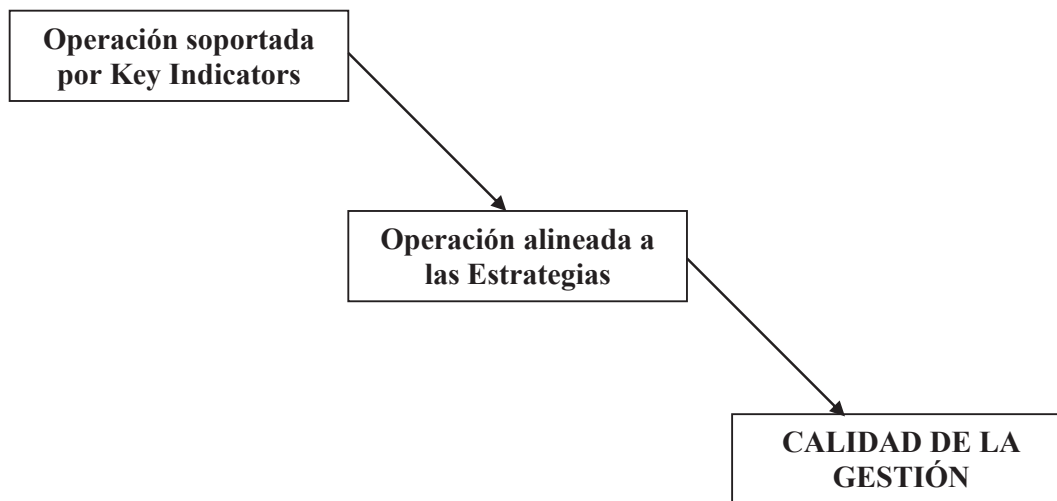 Operación soportada
por Key Indicators
Operación alineada a
las Estrategias
CALIDAD DE LA
GESTIÓN